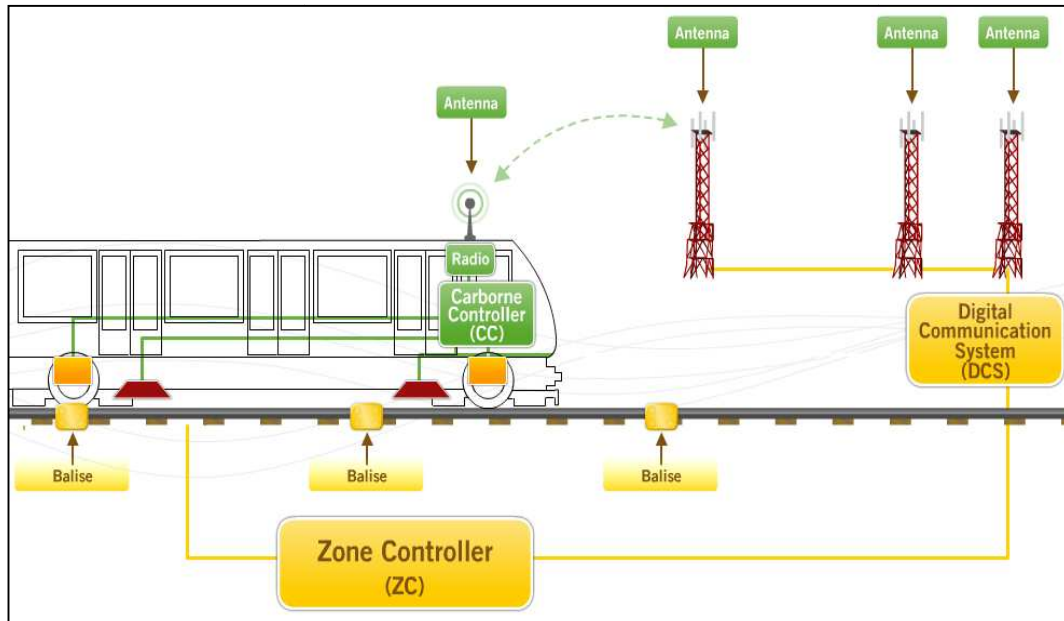 Antenna
Antenna
Antenna
Antenna
Radio
Carborne
Controller
(CC)
Digital
Communication
System
(DCS)
Balise
Balise
Balise
Zone Controller
(ZC)